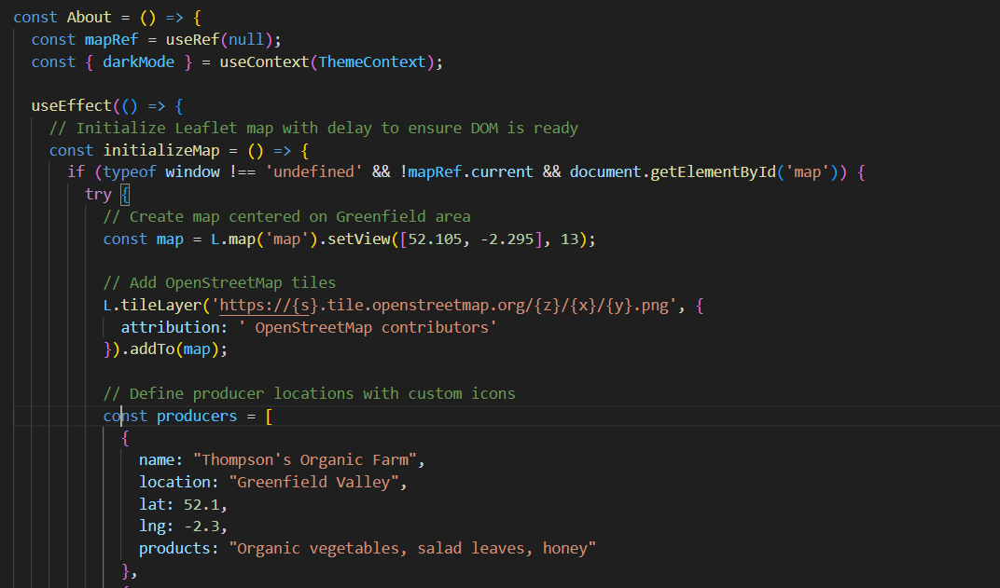 const About = () => {
const mapRef = useRef(null);
const { darkMode } = useContext(ThemeContext);
useEffect(() => {
// Initialize Leaflet map with delay to ensure DOM is ready
const initializeMap = () => {
if (typeof window !== 'undefined' && !mapRef.current && document.getElementById('map')) {
try {
// Create map centered on Greenfield area
const map = L.map('map').setView([52.105, -2.295], 13);
// Add OpenStreetMap tiles
L.tileLayer('https://{s}.tile.openstreetmap.org/{z}/{x}/{y}.png', {
attribution: ' OpenStreetMap contributors'
}).addTo(map);
// Define producer locations with custom icons
const producers = [
{
name: "Thompson's Organic Farm",
location: "Greenfield Valley",
lat: 52.1,
lng: -2.3,
products: "Organic vegetables, salad leaves, honey"
},